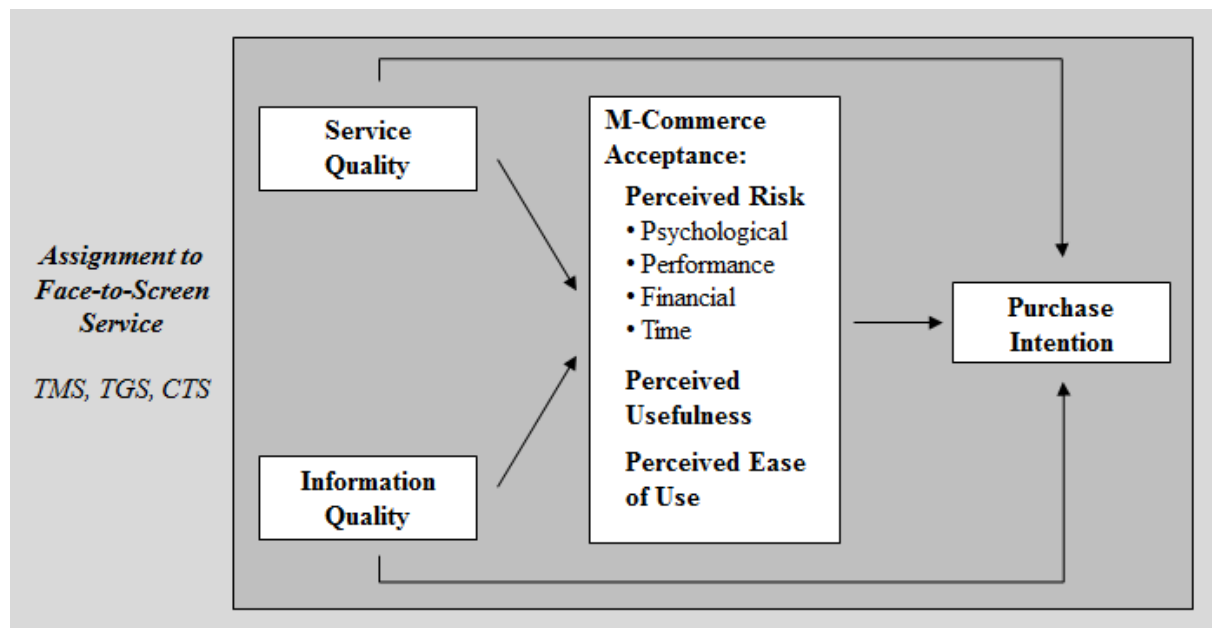 Assignment to
Face-to-Screen
Service
TMS, TGS, CTS
Service
Quality
Information
Quality
M-Commerce
Acceptance:
Perceived Risk
• Psychological
• Performance
• Financial
• Time
Perceived
Usefulness
Perceived Ease
of Use
Purchase
Intention